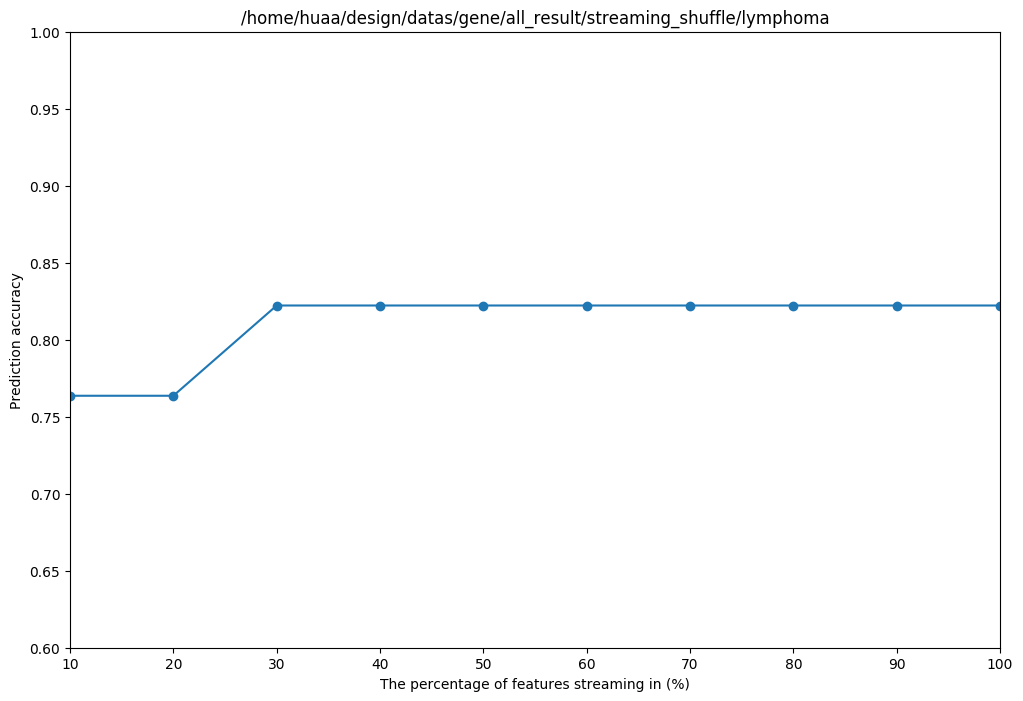 /home/huaa/design/datas/gene/all_result/streaming_shuffle/lymphoma
1.00
0.95
0.90
0.85
0.80
0.75
0.70
0.65
0.60
Prediction accuracy
10 20 30 40 50 60 70 80 90 100
The percentage of features streaming in (%)